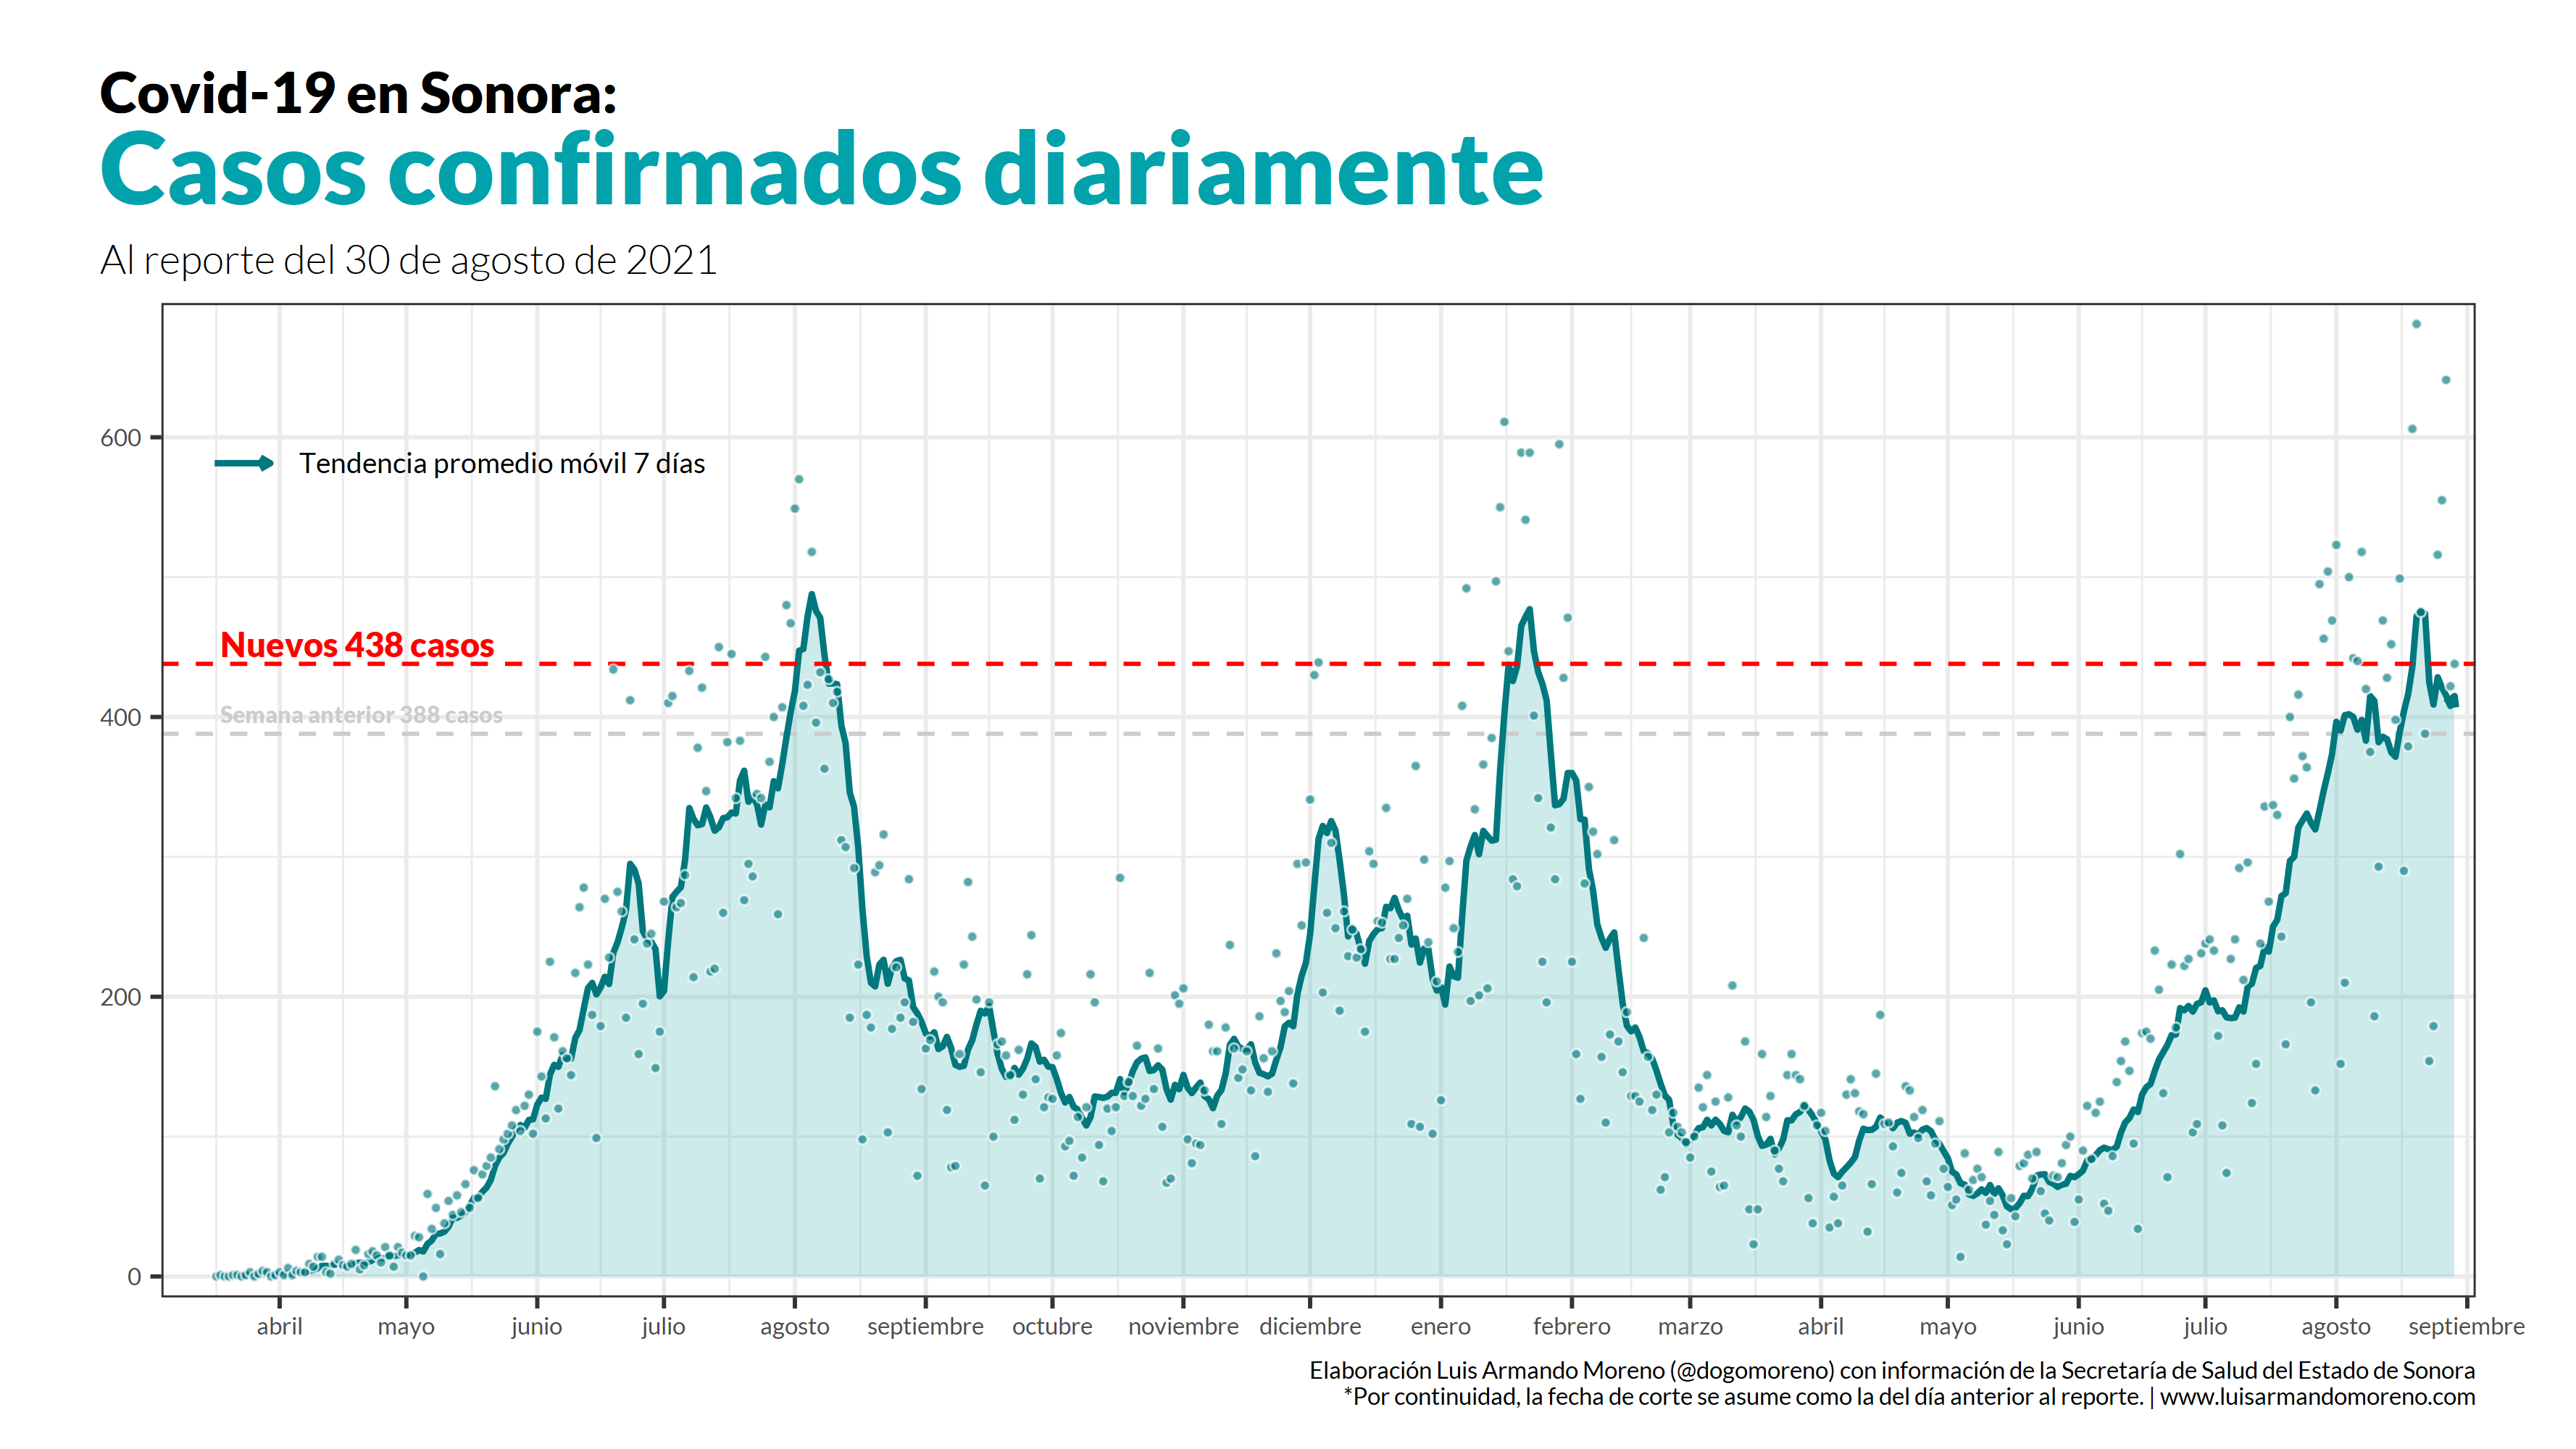 Covid-19 en Sonora:
Casos confirmados diariamente
Al reporte del 30 de agosto de 2021
600
Tendencia promedio móvil 7 días
Nuevos 438 casos
400
Semana anterior 388 casos
200
0
abril mayo junio julio agosto septiembre octubre noviembre diciembre enero febrero marzo abril mayo junio julio agosto septiembre
Elaboración Luis Armando Moreno (@dogomoreno) con información de la Secretaría de Salud del Estado de Sonora
*Por continuidad, la fecha de corte se asume como la del día anterior al reporte. | www.luisarmandomoreno.com